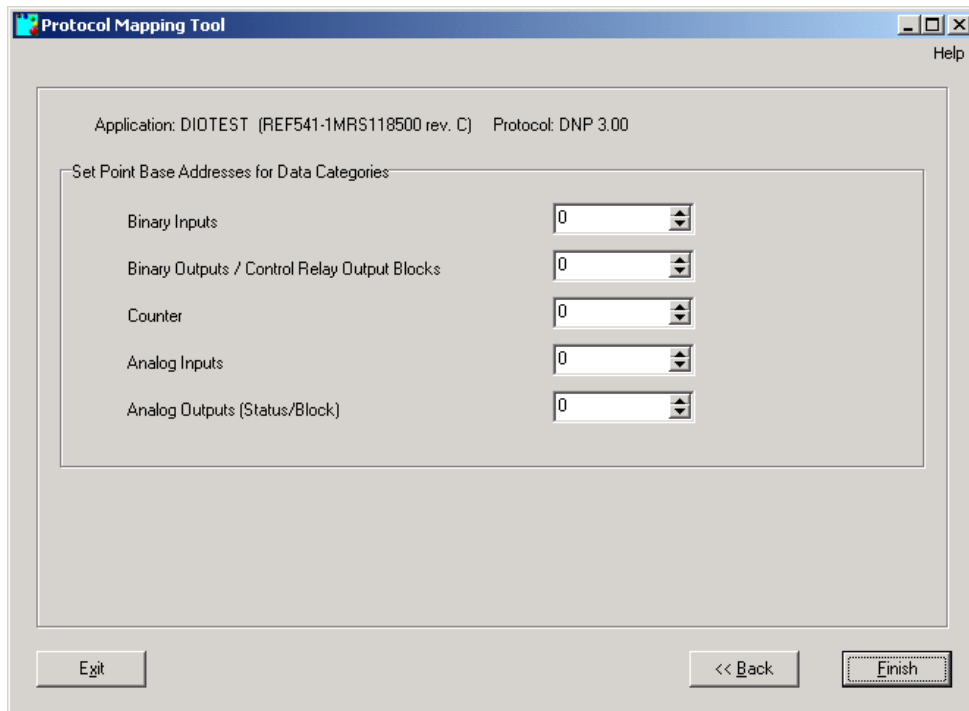 Protocol Mapping Tool
Help
Application: DIOTEST (REF541-1MRS118500 rev. C) Protocol: DNP 3.00
Set Point Base Addresses for Data Categories
Binary Inputs 0
Binary Outputs / Control Relay Output Blocks 0
Counter 0
Analog Inputs 0
Analog Outputs (Status/Block) 0
Exit << Back Finish